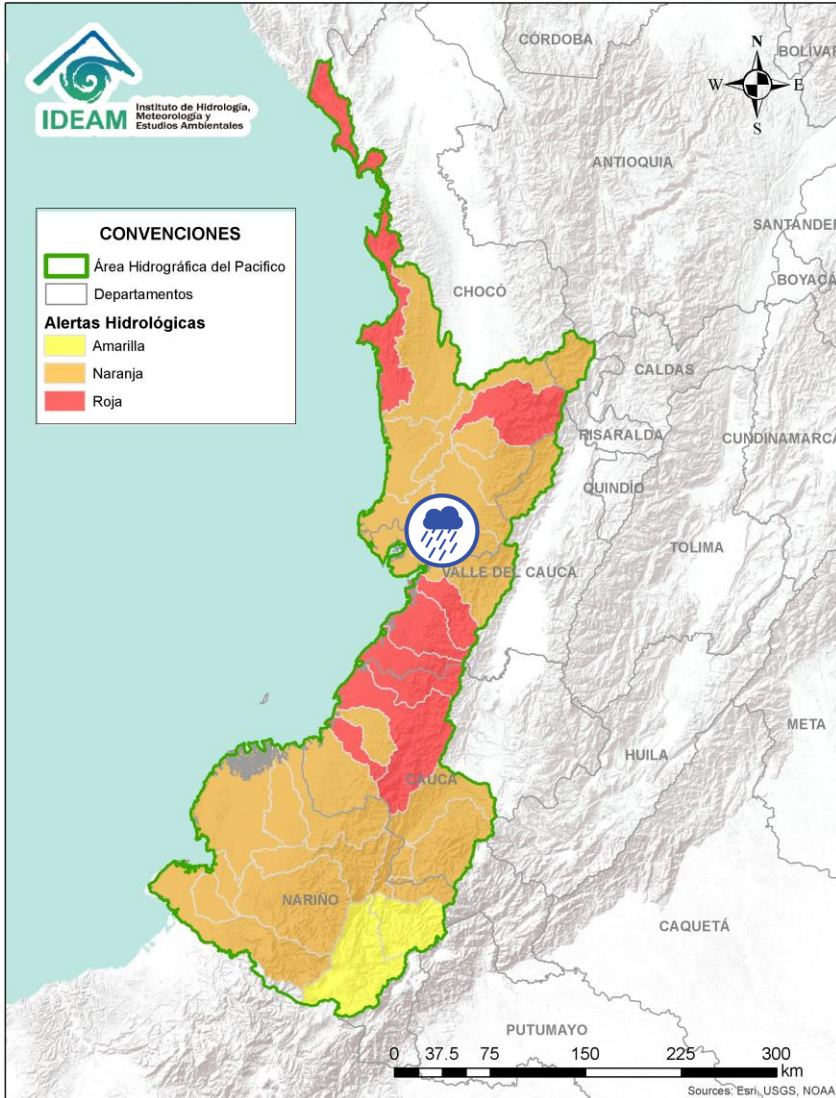 IDEAM
Instituto de Hidrología,
Meteorología y
Estudios Ambientales
CÓRDOBA
BOLÍVAR
N
W
E
S
ANTIOQUIA
SANTANDER
BOYACÁ
CONVENCIONES
Área Hidrográfica del Pacifico
Departamentos
Alertas Hidrológicas
Amarilla
Naranja
Roja
CHOCÓ
CALDAS
RISARALDA
CUNDINAMARCA
QUINDÍO
TOLIMA
VALLE DEL CAUCA
META
HUILA
CAUCA
NARIÑO
CAQUETÁ
PUTUMAYO
0 37.5 75 150 225 300
km
Sources: Esri, USGS, NOAA